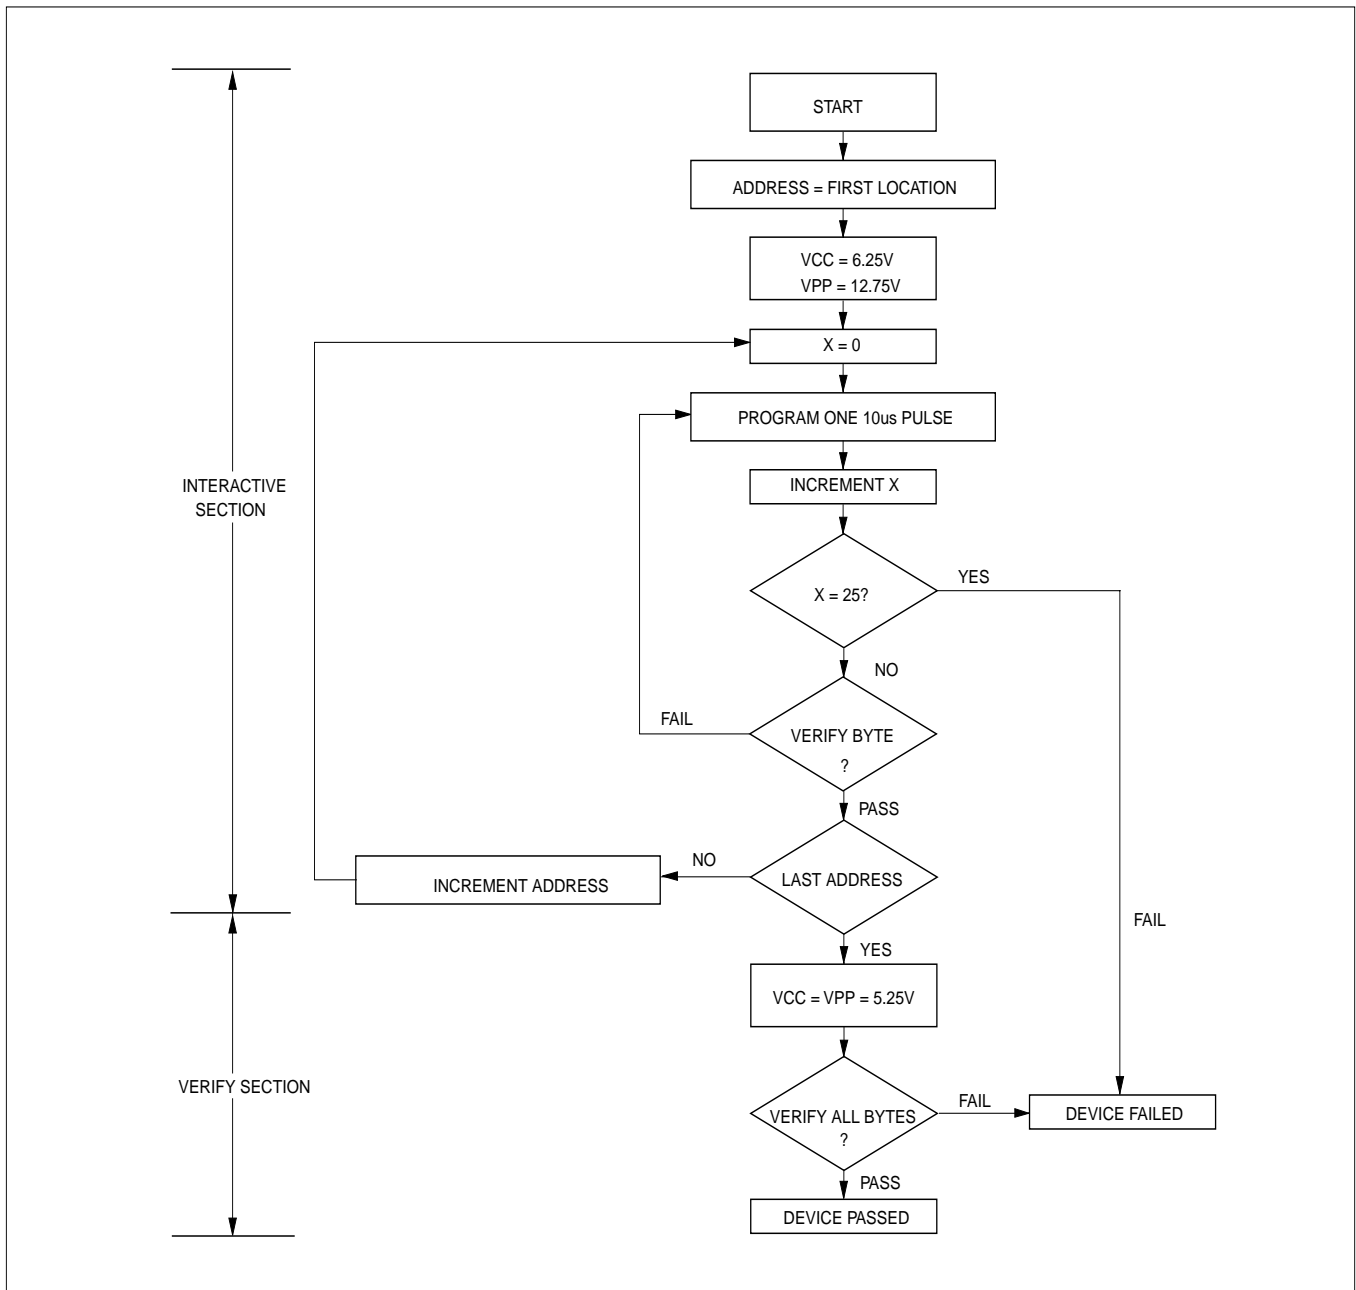 START
ADDRESS = FIRST LOCATION
VCC = 6.25V
VPP = 12.75V
X = 0
PROGRAM ONE 10us PULSE
INTERACTIVE
SECTION
INCREMENT X
X = 25?
YES
NO
FAIL
VERIFY BYTE
?
PASS
NO
LAST ADDRESS
INCREMENT ADDRESS
FAIL
YES
VCC = VPP = 5.25V
VERIFY SECTION
VERIFY ALL BYTES
?
FAIL
DEVICE FAILED
PASS
DEVICE PASSED